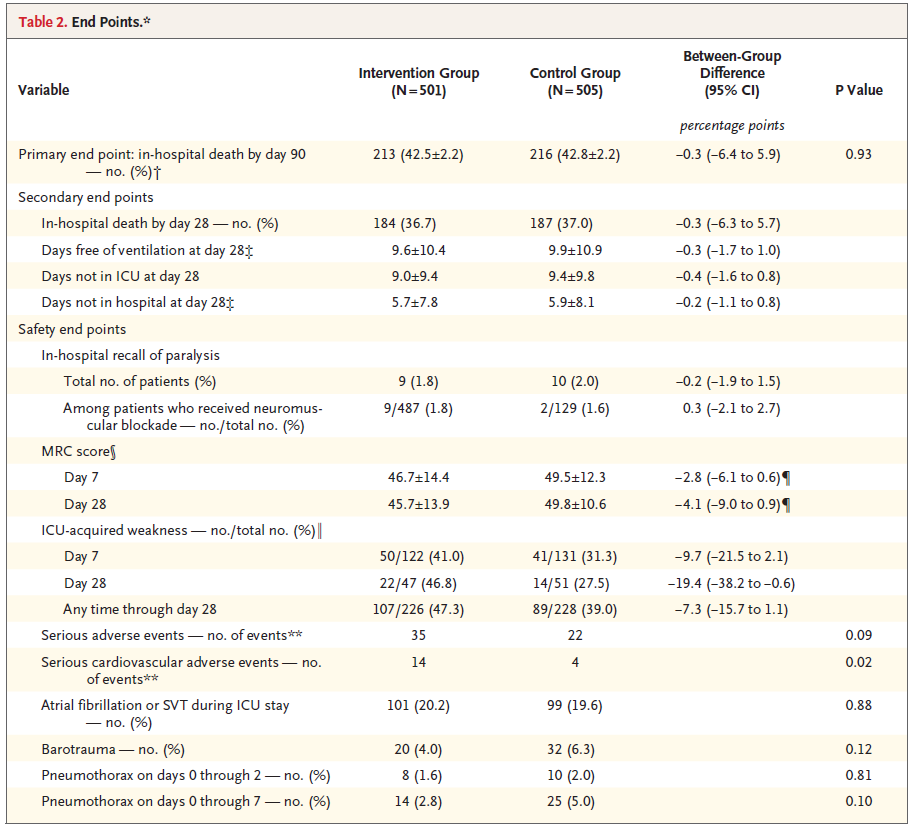 Table 2. End Points.*
Variable Intervention Group (N=501) Control Group (N=505) Between-Group Difference (95% CI) P Value
percentage points
Primary end point: in-hospital death by day 90 — no. (%)† 213 (42.5±2.2) 216 (42.8±2.2) –0.3 (–6.4 to 5.9) 0.93
Secondary end points
In-hospital death by day 28 — no. (%) 184 (36.7) 187 (37.0) –0.3 (–6.3 to 5.7)
Days free of ventilation at day 28‡ 9.6±10.4 9.9±10.9 –0.3 (–1.7 to 1.0)
Days not in ICU at day 28 9.0±9.4 9.4±9.8 –0.4 (–1.6 to 0.8)
Days not in hospital at day 28‡ 5.7±7.8 5.9±8.1 –0.2 (–1.1 to 0.8)
Safety end points
In-hospital recall of paralysis
Total no. of patients (%) 9 (1.8) 10 (2.0) –0.2 (–1.9 to 1.5)
Among patients who received neuromus-
cular blockade — no./total no. (%) 9/487 (1.8) 2/129 (1.6) 0.3 (–2.1 to 2.7)
MRC score§
Day 7 46.7±14.4 49.5±12.3 –2.8 (–6.1 to 0.6)¶
Day 28 45.7±13.9 49.8±10.6 –4.1 (–9.0 to 0.9)¶
ICU-acquired weakness — no./total no. (%)‖
Day 7 50/122 (41.0) 41/131 (31.3) –9.7 (–21.5 to 2.1)
Day 28 22/47 (46.8) 14/51 (27.5) –19.4 (–38.2 to –0.6)
Any time through day 28 107/226 (47.3) 89/228 (39.0) –7.3 (–15.7 to 1.1)
Serious adverse events — no. of events** 35 22 0.09
Serious cardiovascular adverse events — no. of events** 14 4 0.02
Atrial fibrillation or SVT during ICU stay — no. (%) 101 (20.2) 99 (19.6) 0.88
Barotrauma — no. (%) 20 (4.0) 32 (6.3) 0.12
Pneumothorax on days 0 through 2 — no. (%) 8 (1.6) 10 (2.0) 0.81
Pneumothorax on days 0 through 7 — no. (%) 14 (2.8) 25 (5.0) 0.10